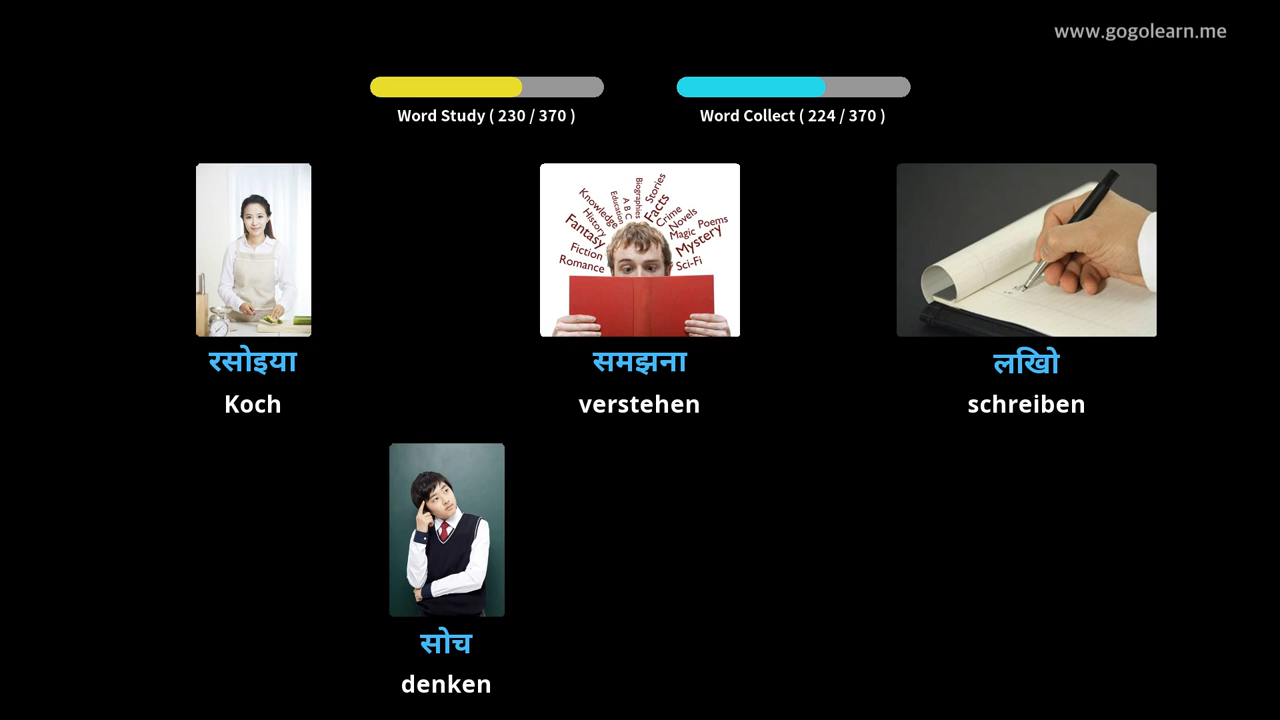 www.gogolearn.me
Word Study ( 230 / 370 )
Word Collect ( 224 / 370 )
Knowledge
Education
A B C
Biographies
Stories
Facts
History
Crime
Novels
Fantasy
Magic Poems
Mystery
Fiction
Romance
Sci-Fi
रसोइया
समझना
लखिो
Koch
verstehen
schreiben
सोच
denken